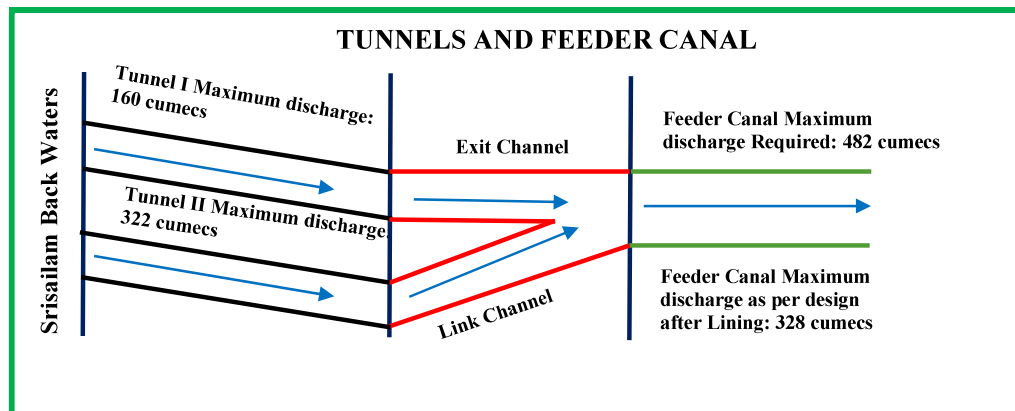 TUNNELS AND FEEDER CANAL
Srisailam Back Waters
Tunnel I Maximum discharge:
160 cumecs
Tunnel II Maximum discharge:
322 cumecs
Exit Channel
Link Channel
Feeder Canal Maximum
discharge Required: 482 cumecs
Feeder Canal Maximum
discharge as per design
after Lining: 328 cumecs